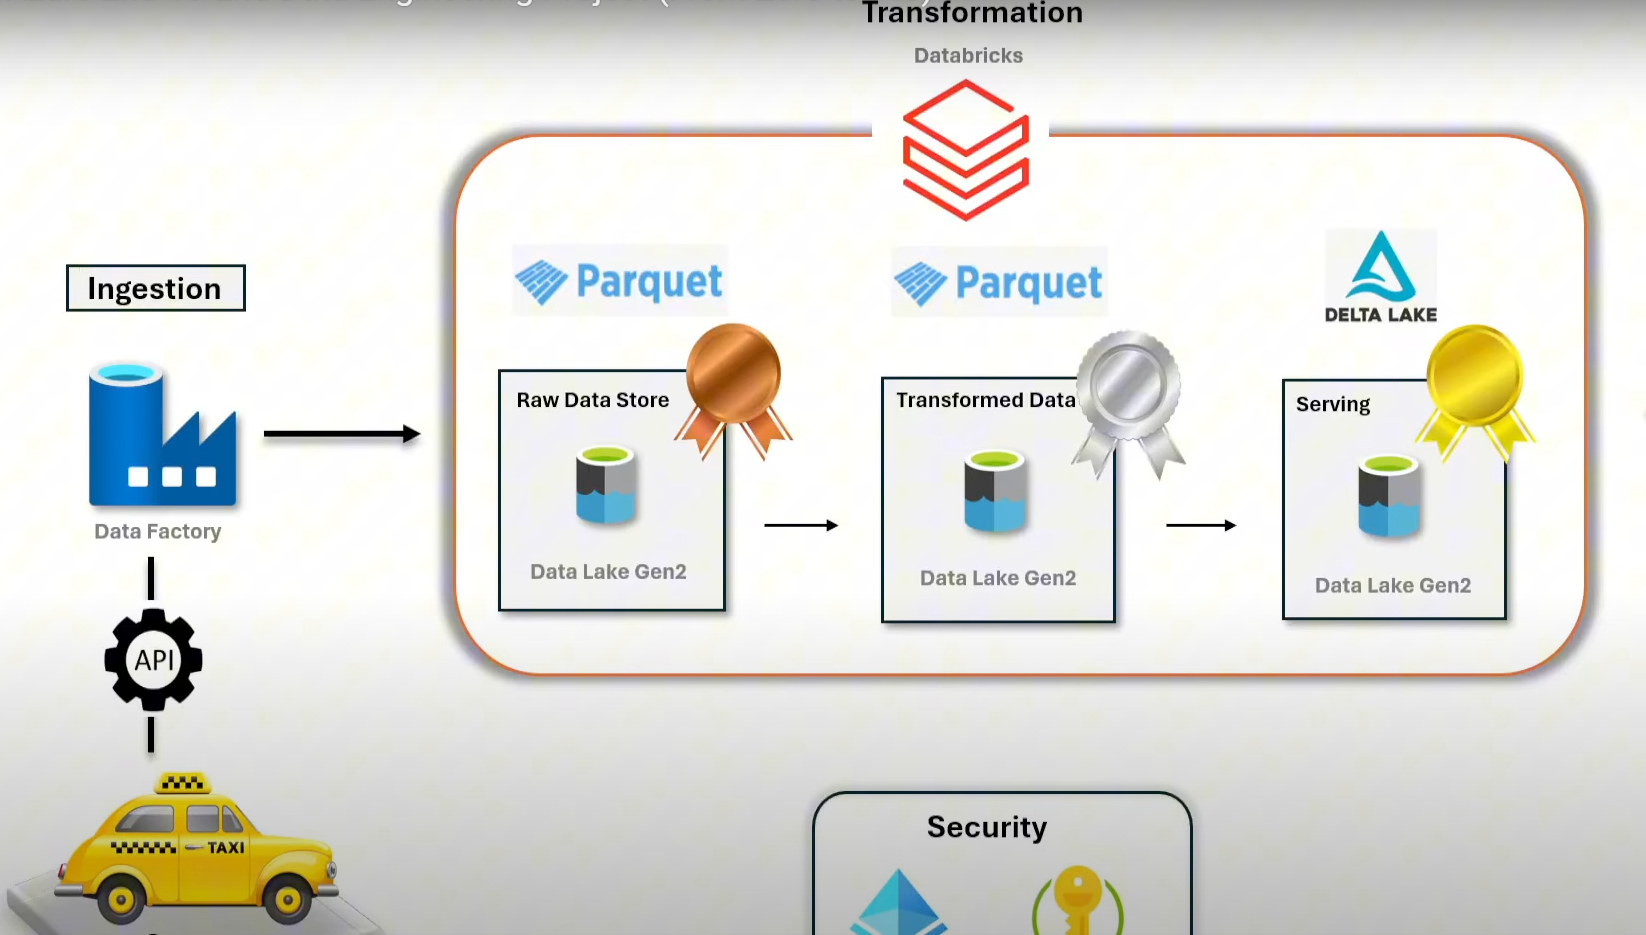 Transformation
Databricks
Ingestion
Parquet
Parquet
DELTA LAKE
Raw Data Store
Transformed Data
Serving
Data Factory
Data Lake Gen2
Data Lake Gen2
Data Lake Gen2
API
TAXI
Security